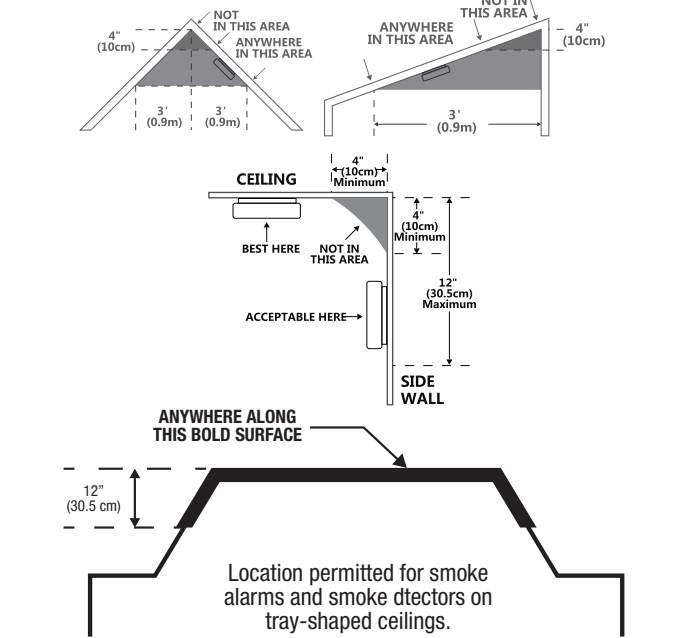 NOT
IN THIS AREA
4"
(10cm)
ANYWHERE
IN THIS AREA
3'
(0.9m)
3'
(0.9m)
NOT IN
THIS AREA
ANYWHERE
IN THIS AREA
4"
(10cm)
3'
(0.9m)
4"
(10cm)
Minimum
CEILING
BEST HERE
NOT IN
THIS AREA
4"
(10cm)
Minimum
12"
(30.5cm)
Maximum
ACCEPTABLE HERE
SIDE
WALL
ANYWHERE ALONG
THIS BOLD SURFACE
12”
(30.5 cm)
Location permitted for smoke
alarms and smoke dtectors on
tray-shaped ceilings.